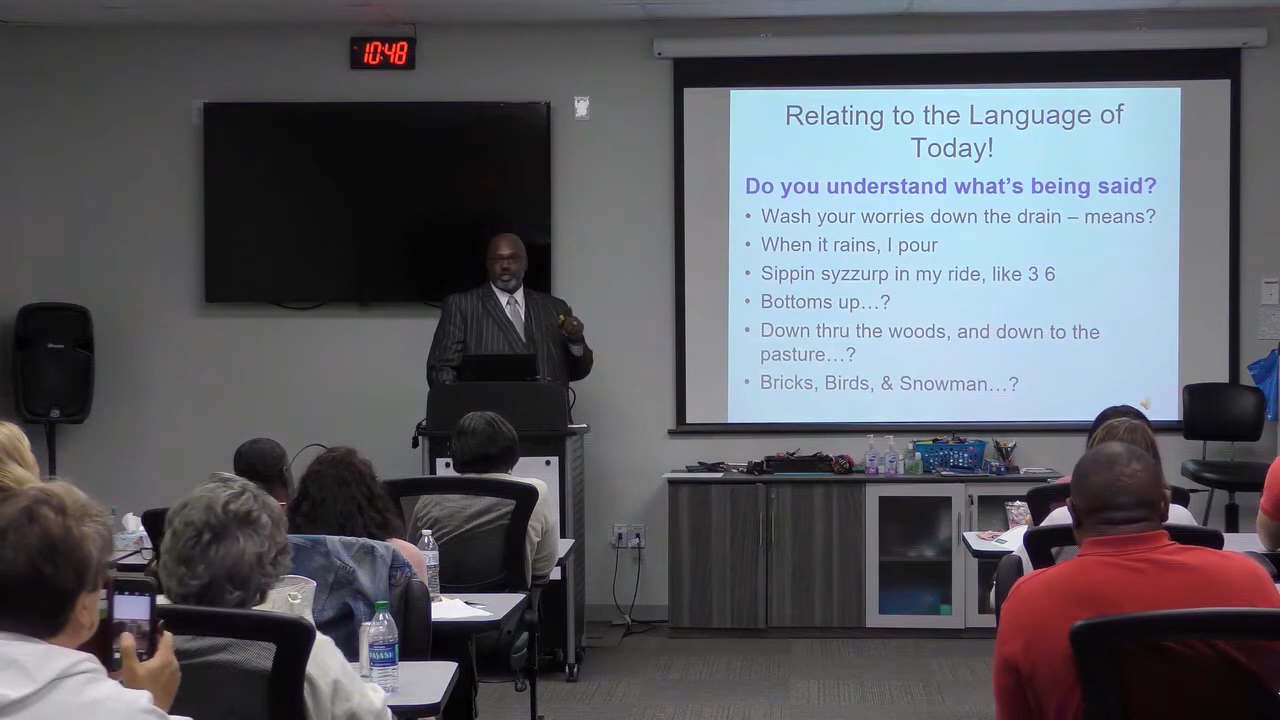 10:48
Relating to the Language of
Today!
Do you understand what's being said?
• Wash your worries down the drain – means?
• When it rains, I pour
• Sippin syzzurp in my ride, like 3 6
• Bottoms up…?
• Down thru the woods, and down to the
pasture…?
• Bricks, Birds, & Snowman…?